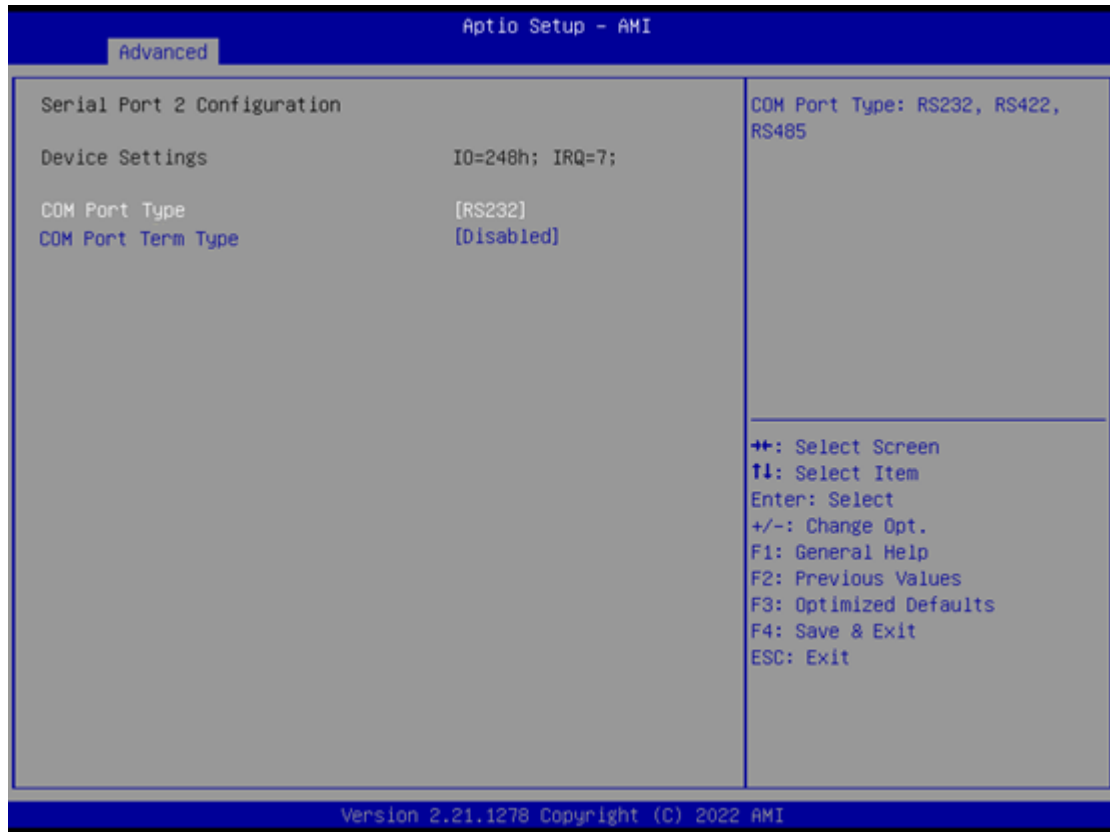 Aptio Setup - AMI
Advanced
Serial Port 2 Configuration
Device Settings IO=248h; IRQ=7;
COM Port Type [RS232]
COM Port Term Type [Disabled]
COM Port Type: RS232, RS422,
RS485
→←: Select Screen
↑↓: Select Item
Enter: Select
+/-: Change Opt.
F1: General Help
F2: Previous Values
F3: Optimized Defaults
F4: Save & Exit
ESC: Exit
Version 2.21.1278 Copyright (C) 2022 AMI